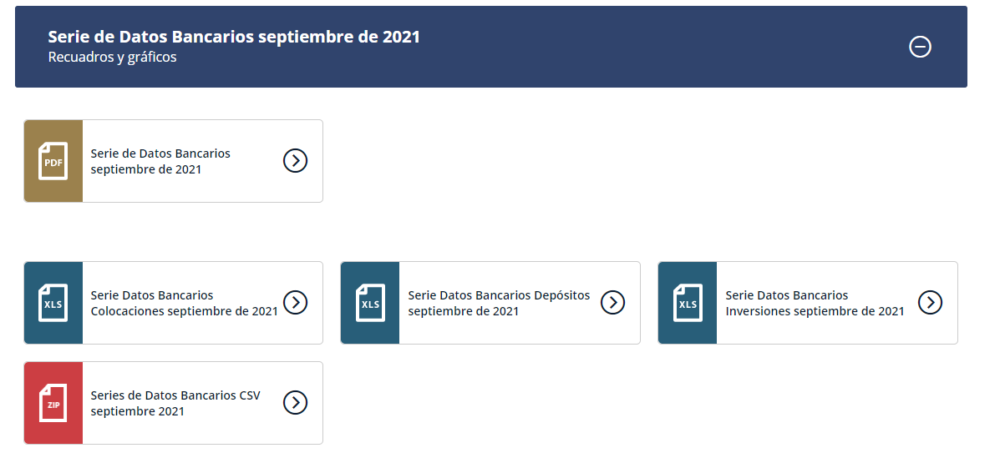 Serie de Datos Bancarios septiembre de 2021
Recuadros y gráficos
PDF
Serie de Datos Bancarios
septiembre de 2021
XLS
Serie Datos Bancarios
Colocaciones septiembre de 2021
XLS
Serie Datos Bancarios Depósitos
septiembre de 2021
XLS
Serie Datos Bancarios
Inversiones septiembre de 2021
ZIP
Series de Datos Bancarios CSV
septiembre 2021